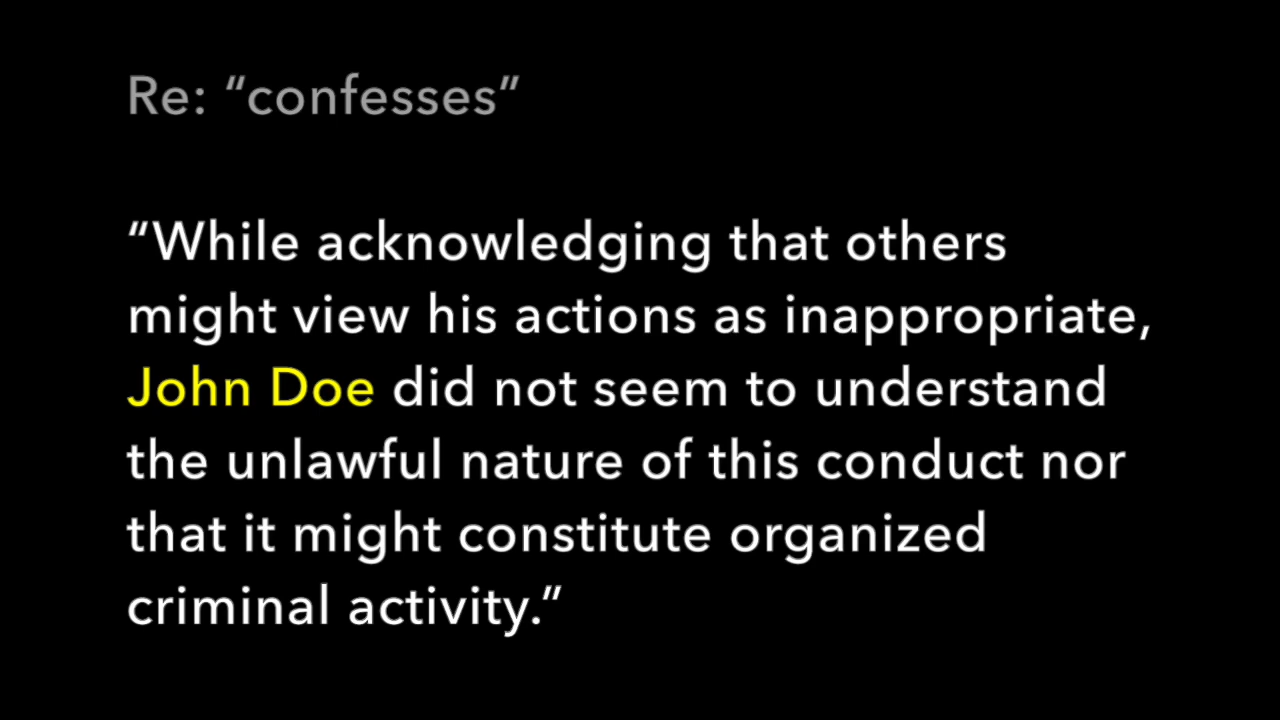 Re: “confesses”
“While acknowledging that others
might view his actions as inappropriate,
John Doe did not seem to understand
the unlawful nature of this conduct nor
that it might constitute organized
criminal activity.”